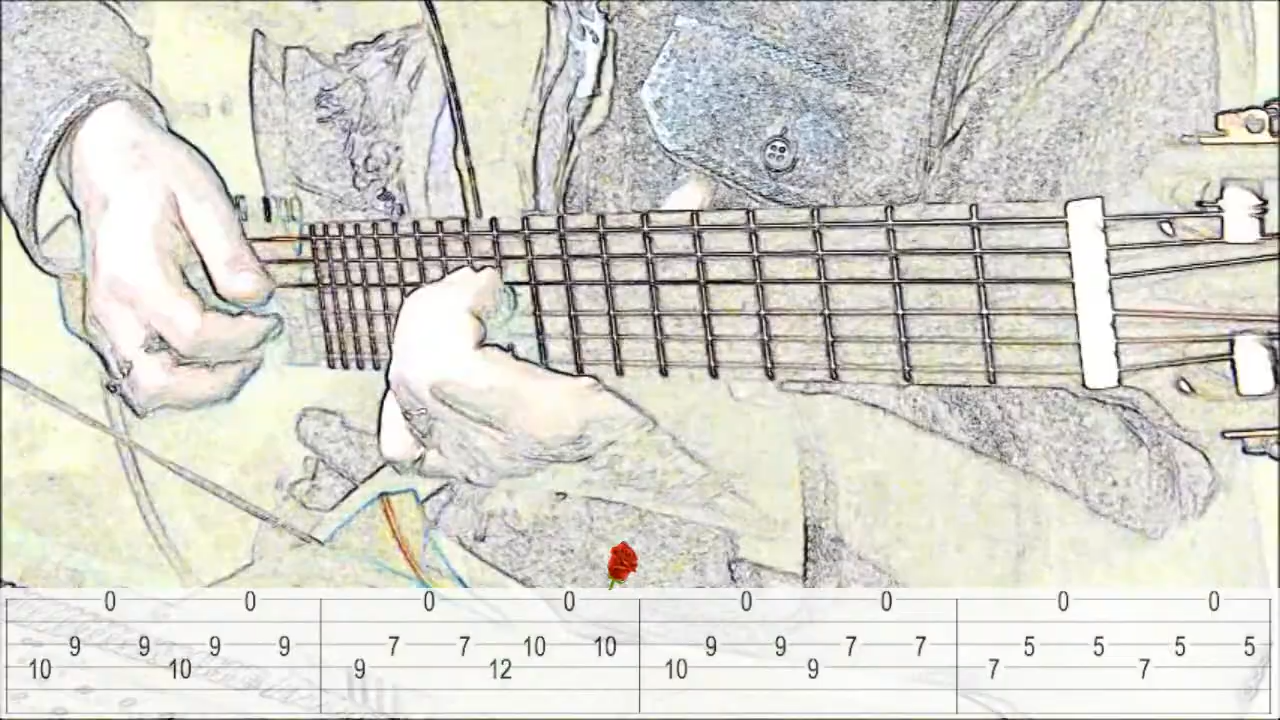 0 0 0 0 0 0 0 0
9 9 9 9 7 7 10 10 9 9 7 7 5 5 5 5
10 10 9 12 10 9 7 7